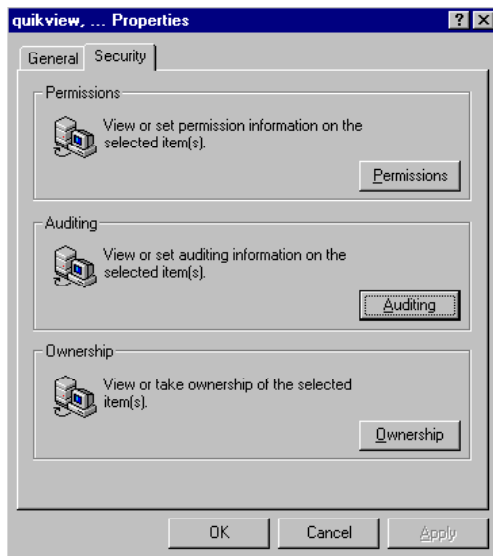 quikview, ... Properties
General Security
Permissions
View or set permission information on the
selected item(s).
Permissions
Auditing
View or set auditing information on the
selected item(s).
Auditing
Ownership
View or take ownership of the selected
item(s).
Ownership
OK Cancel Apply